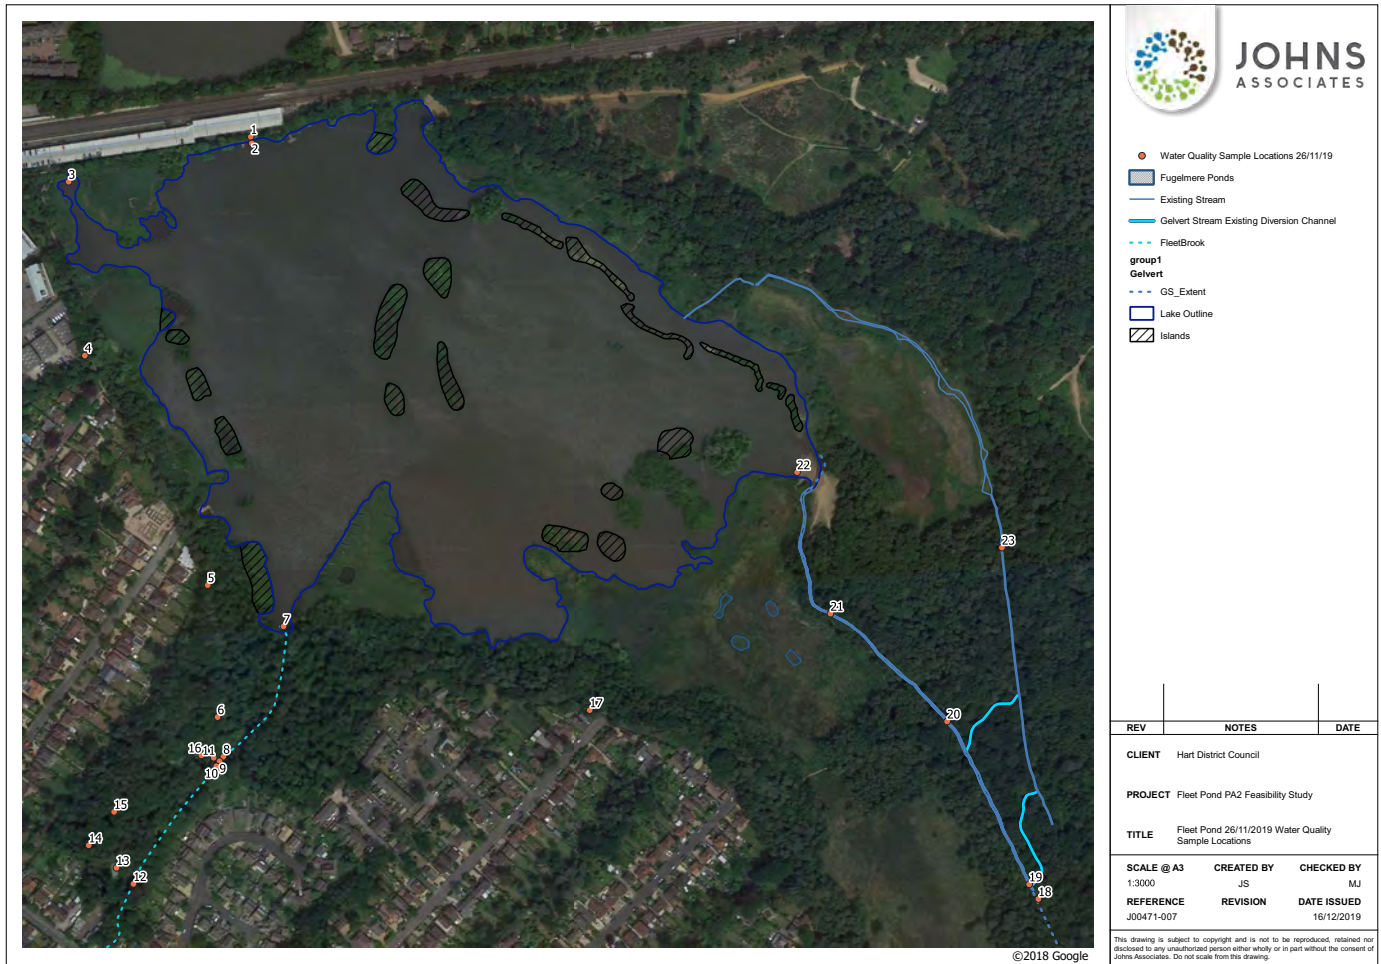 1
2
3
4
5
6
7
8
9
10
11
16
12
13
14
15
17
18
19
20
21
22
23
©2018 Google
JOHNS
ASSOCIATES
Water Quality Sample Locations 26/11/19
Fugelmere Ponds
Existing Stream
Gelvert Stream Existing Diversion Channel
FleetBrook
group1
Gelvert
GS_Extent
Lake Outline
Islands
REV NOTES DATE
CLIENT Hart District Council
PROJECT Fleet Pond PA2 Feasibility Study
TITLE Fleet Pond 26/11/2019 Water Quality
Sample Locations
SCALE @ A3 CREATED BY CHECKED BY
1:3000 JS MJ
REFERENCE REVISION DATE ISSUED
J00471-007 16/12/2019
This drawing is subject to copyright and is not to be reproduced, retained nor
disclosed to any unauthorized person either wholly or in part without the consent of
Johns Associates. Do not scale from this drawing.